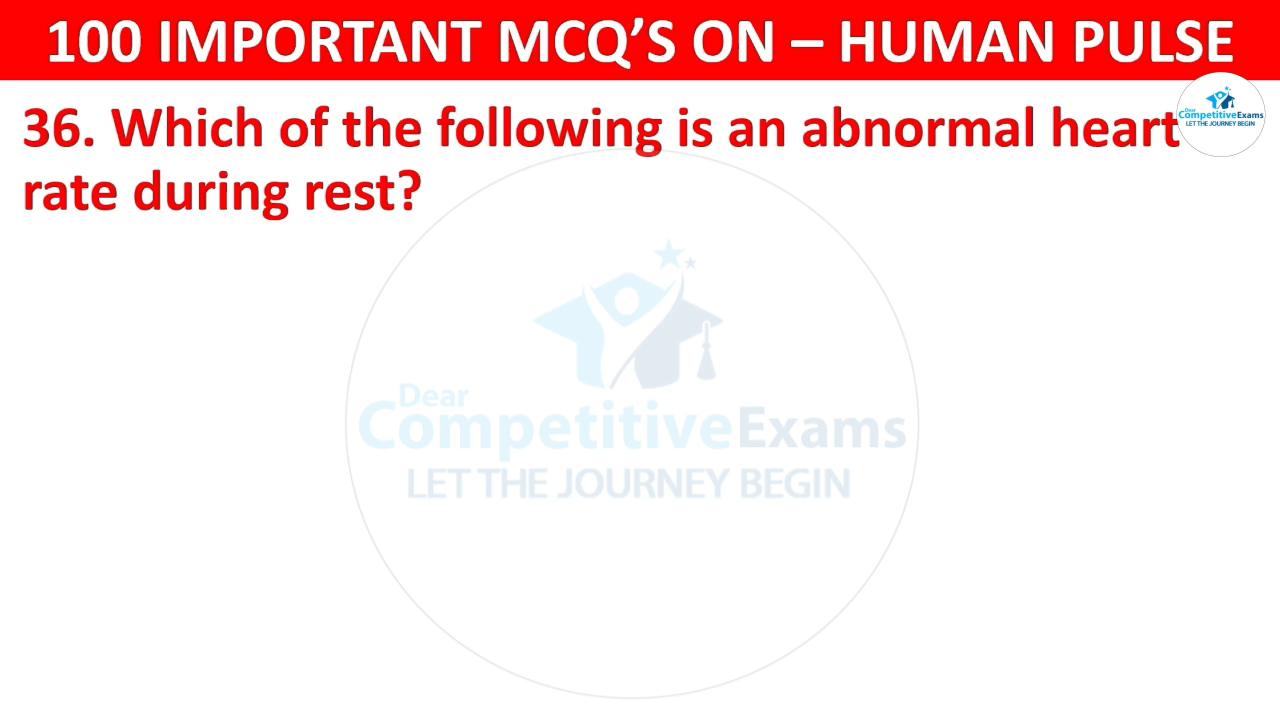 100 IMPORTANT MCQ’S ON – HUMAN PULSE
36. Which of the following is an abnormal heart
rate during rest?
Dear
CompetitiveExams
LET THE JOURNEY BEGIN
Dear
CompetitiveExams
LET THE JOURNEY BEGIN